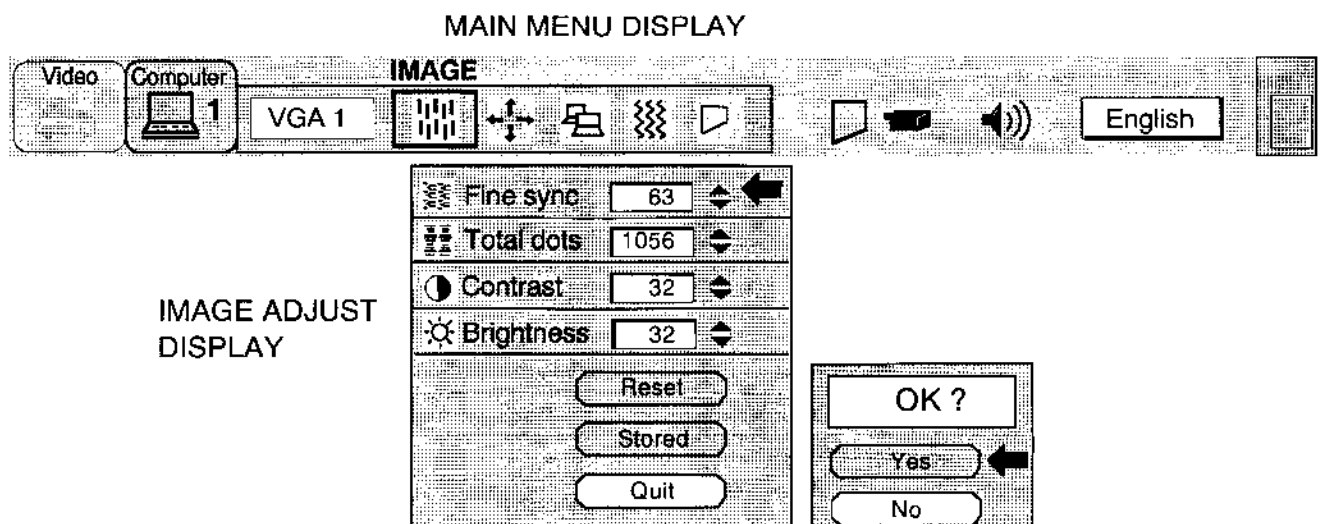 MAIN MENU DISPLAY
Video
Computer
1
VGA 1
IMAGE
English
Fine sync 63
Total dots 1056
Contrast 32
Brightness 32
IMAGE ADJUST
DISPLAY
Reset
Stored
Quit
OK ?
Yes
No